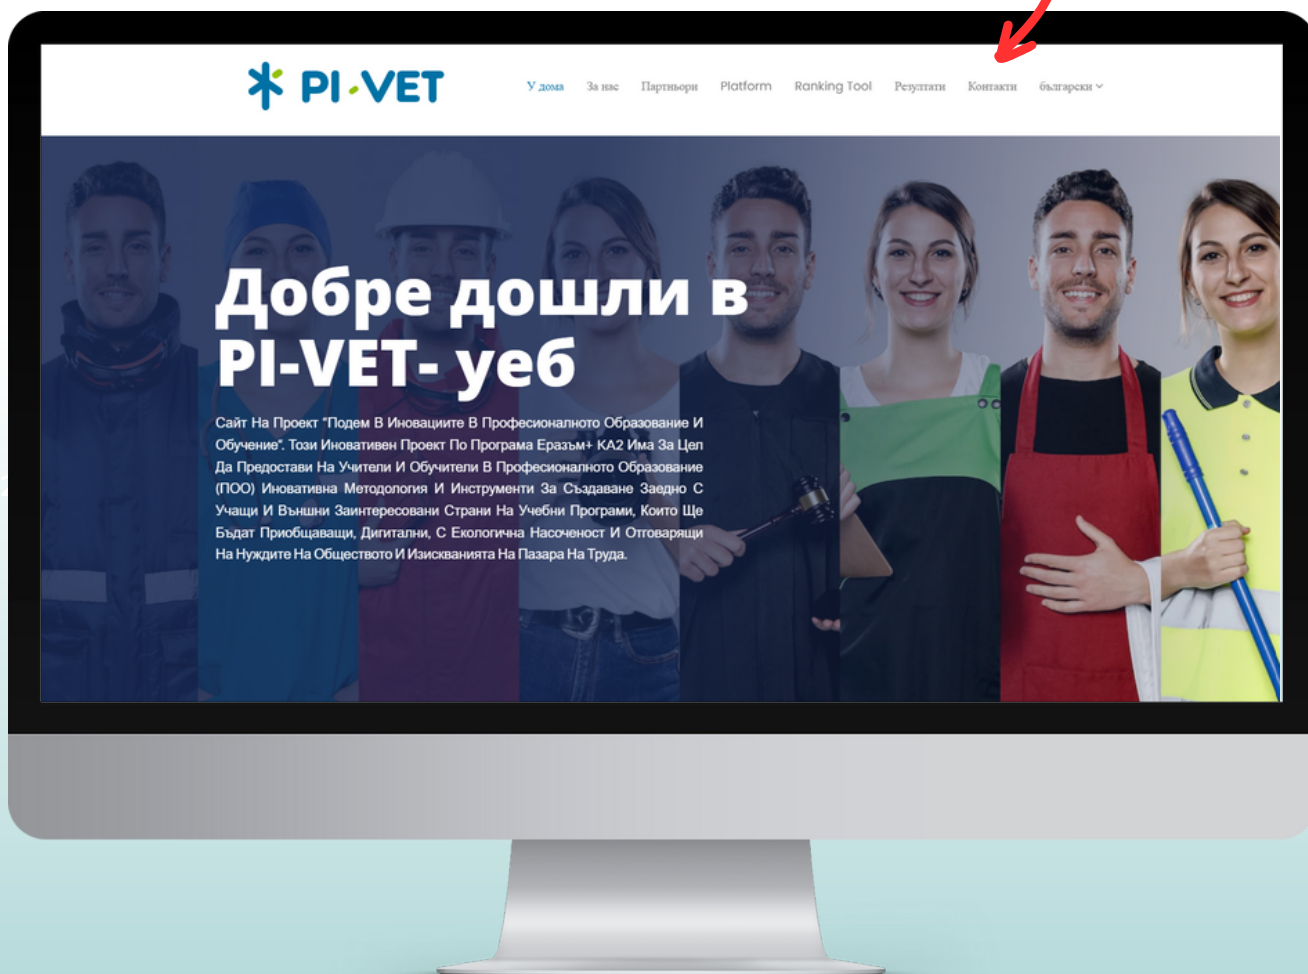 PI-VET
У дома За нас Партньори Platform Ranking Tool Резултати Контакти български
Добре дошли в
PI-VET- уеб
Сайт На Проект "Подем В Иновациите В Професионалното Образование И
Обучение". Този Иновативен Проект По Програма Еразъм+ КА2 Има За Цел
Да Предостави На Учители И Обучители В Професионалното Образование
(ПОО) Иновативна Методология И Инструменти За Създаване Заедно С
Учащи И Външни Заинтересовани Страни На Учебни Програми, Които Ще
Бъдат Приобщаващи, Дигитални, С Екологична Насоченост И Отговарящи
На Нуждите На Обществото И Изискванията На Пазара На Труда.